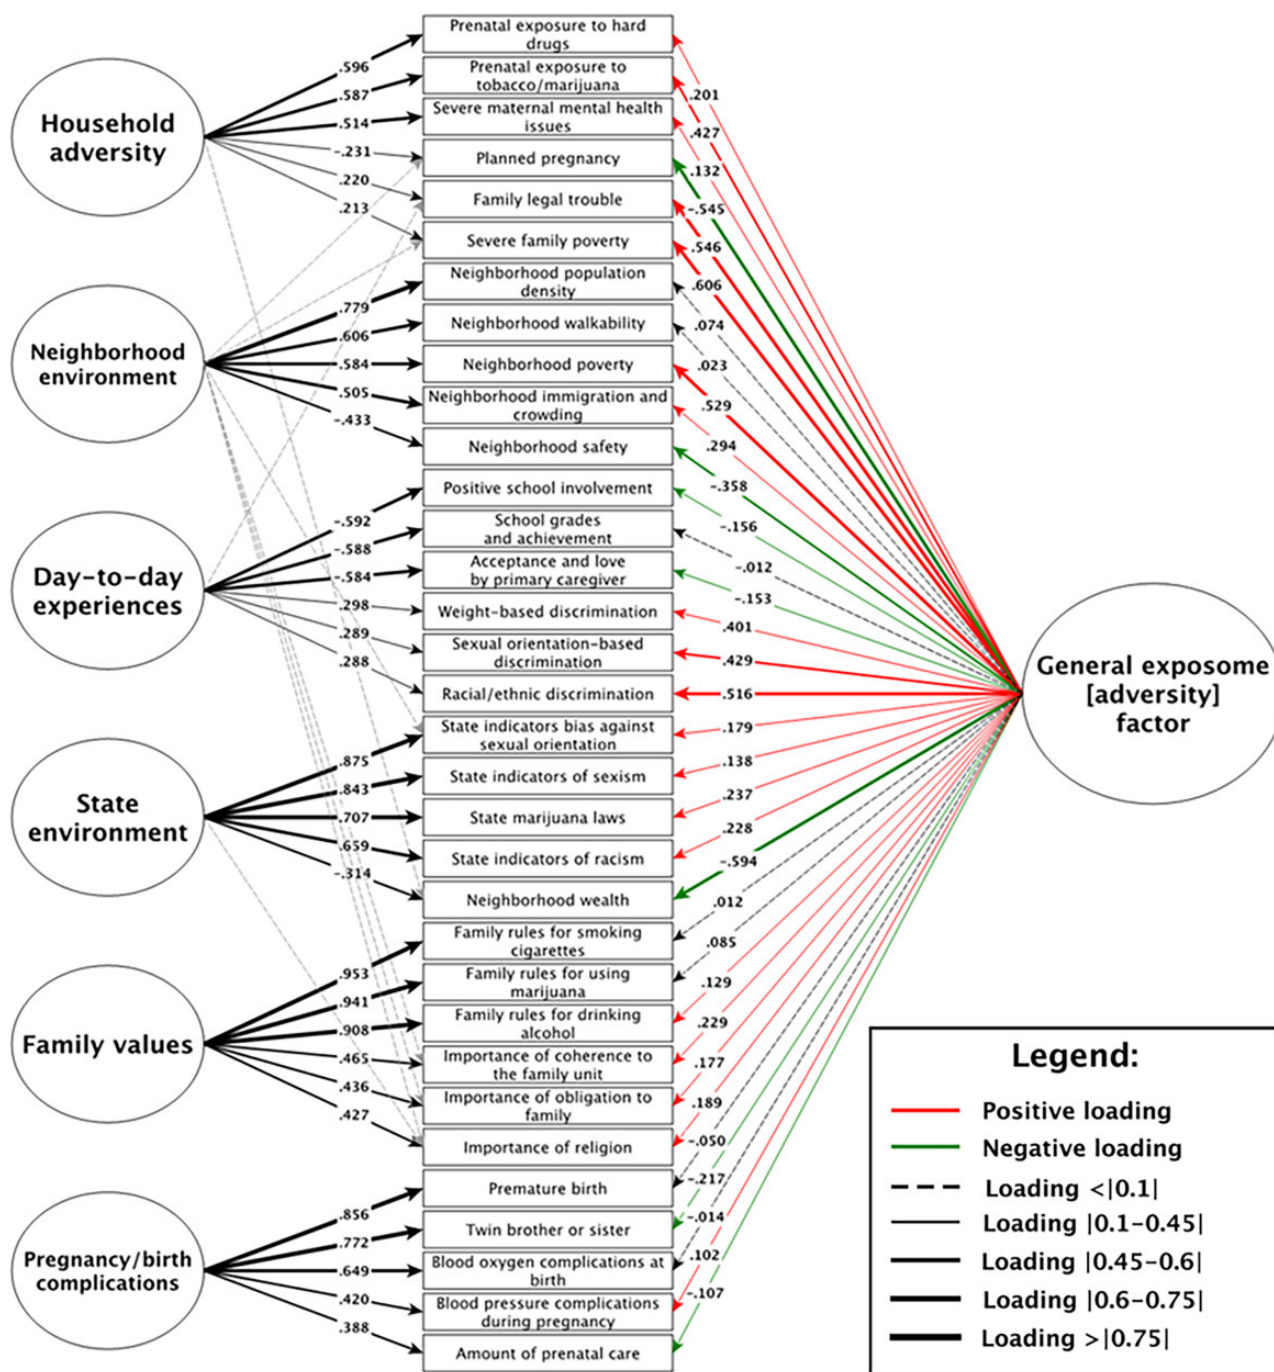 Household
adversity
.596
.587
.514
-.231
.220
.213
Neighborhood
environment
.779
.606
.584
.505
-.433
Day-to-day
experiences
-.592
-.588
-.584
.298
.289
.288
State
environment
.875
.843
.707
.659
-.314
Family values
.953
.941
.908
.465
.436
.427
Pregnancy/birth
complications
.856
.772
.649
.420
.388
Prenatal exposure to hard
drugs
Prenatal exposure to
tobacco/marijuana
Severe maternal mental health
issues
Planned pregnancy
Family legal trouble
Severe family poverty
Neighborhood population
density
Neighborhood walkability
Neighborhood poverty
Neighborhood immigration and
crowding
Neighborhood safety
Positive school involvement
School grades
and achievement
Acceptance and love
by primary caregiver
Weight-based discrimination
Sexual orientation-based
discrimination
Racial/ethnic discrimination
State indicators bias against
sexual orientation
State indicators of sexism
State marijuana laws
State indicators of racism
Neighborhood wealth
Family rules for smoking
cigarettes
Family rules for using
marijuana
Family rules for drinking
alcohol
Importance of coherence to
the family unit
Importance of obligation to
family
Importance of religion
Premature birth
Twin brother or sister
Blood oxygen complications at
birth
Blood pressure complications
during pregnancy
Amount of prenatal care
.201
.427
.132
-.545
.546
.606
.074
.023
.529
.294
-.358
-.156
-.012
-.153
.401
.429
.516
.179
.138
.237
.228
-.594
.012
.085
.129
.229
.177
.189
-.050
-.217
-.014
.102
-.107
General exposome
[adversity]
factor
Legend:
Positive loading
Negative loading
Loading <|0.1|
Loading |0.1-0.45|
Loading |0.45-0.6|
Loading |0.6-0.75|
Loading >|0.75|